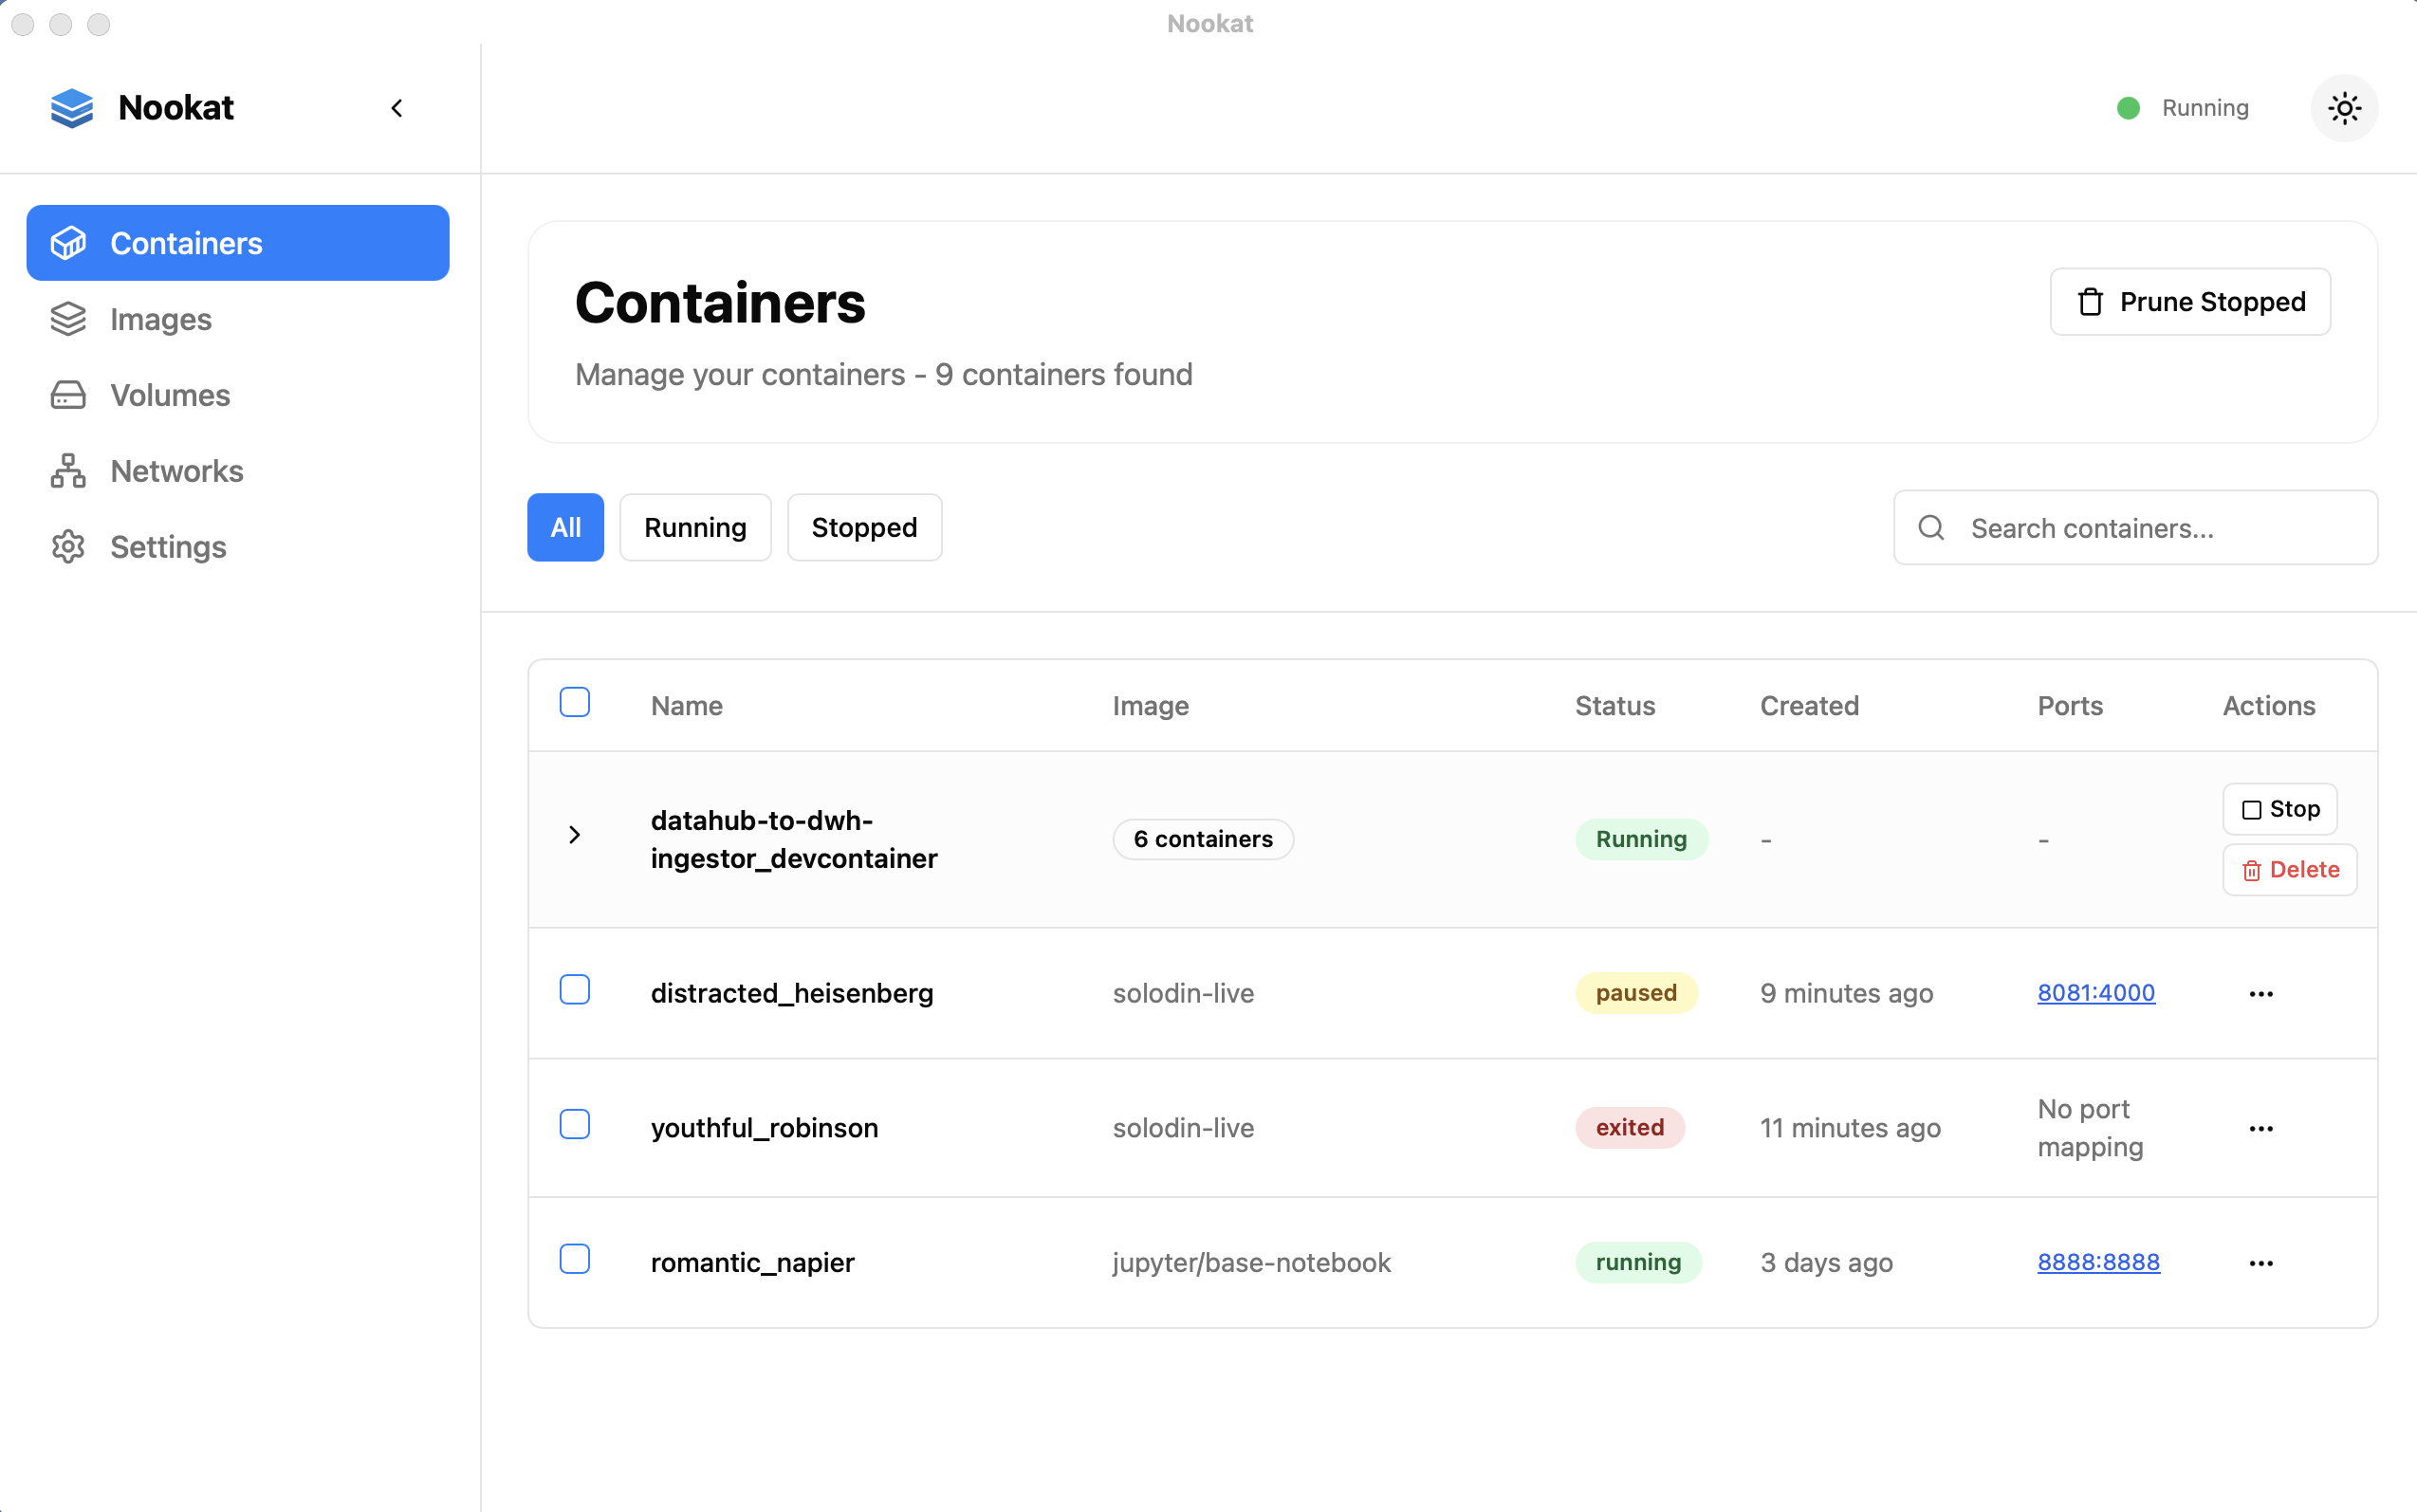 Nookat
Nookat
Running
Containers
Images
Volumes
Networks
Settings
Containers
Prune Stopped
Manage your containers - 9 containers found
All
Running
Stopped
Search containers...
Name Image Status Created Ports Actions
datahub-to-dwh-
ingestor_devcontainer
6 containers
Running
-
-
Stop
Delete
distracted_heisenberg solodin-live paused 9 minutes ago 8081:4000 ...
youthful_robinson solodin-live exited 11 minutes ago No port
mapping
...
romantic_napier jupyter/base-notebook running 3 days ago 8888:8888 ...